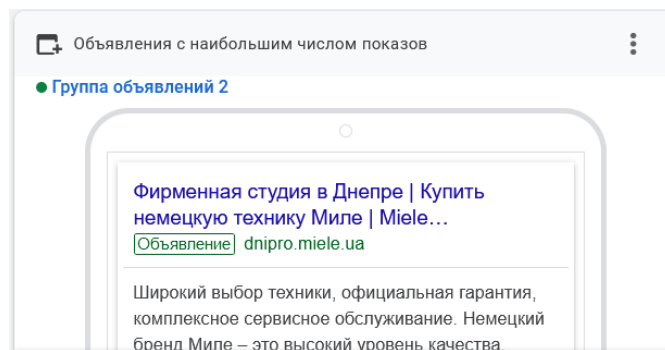 Объявления с наибольшим числом показов
Группа объявлений 2
Фирменная студия в Днепре | Купить
немецкую технику Миле | Miele…
Объявление dnipro.miele.ua
Широкий выбор техники, официальная гарантия,
комплексное сервисное обслуживание. Немецкий
бренд Миле – это высокий уровень качества.